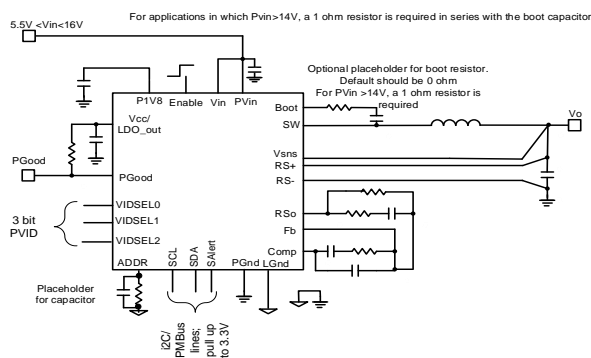 For applications in which Pvin>14V, a 1 ohm resistor is required in series with the boot capacitor
5.5V <Vin<16V
Optional placeholder for boot resistor.
Default should be 0 ohm
For PVin >14V, a 1 ohm resistor is
required
P1V8
Enable
Vin
PVin
Boot
SW
Vo
Vcc/
LDO_out
Vsns
RS+
RS-
PGood
PGood
VIDSEL0
VIDSEL1
VIDSEL2
3 bit
PVID
RSo
Fb
Comp
ADDR
SCL
SDA
SAlert
PGnd
LGnd
Placeholder
for capacitor
i2C/
PMBus
lines;
pull up
to 3.3V